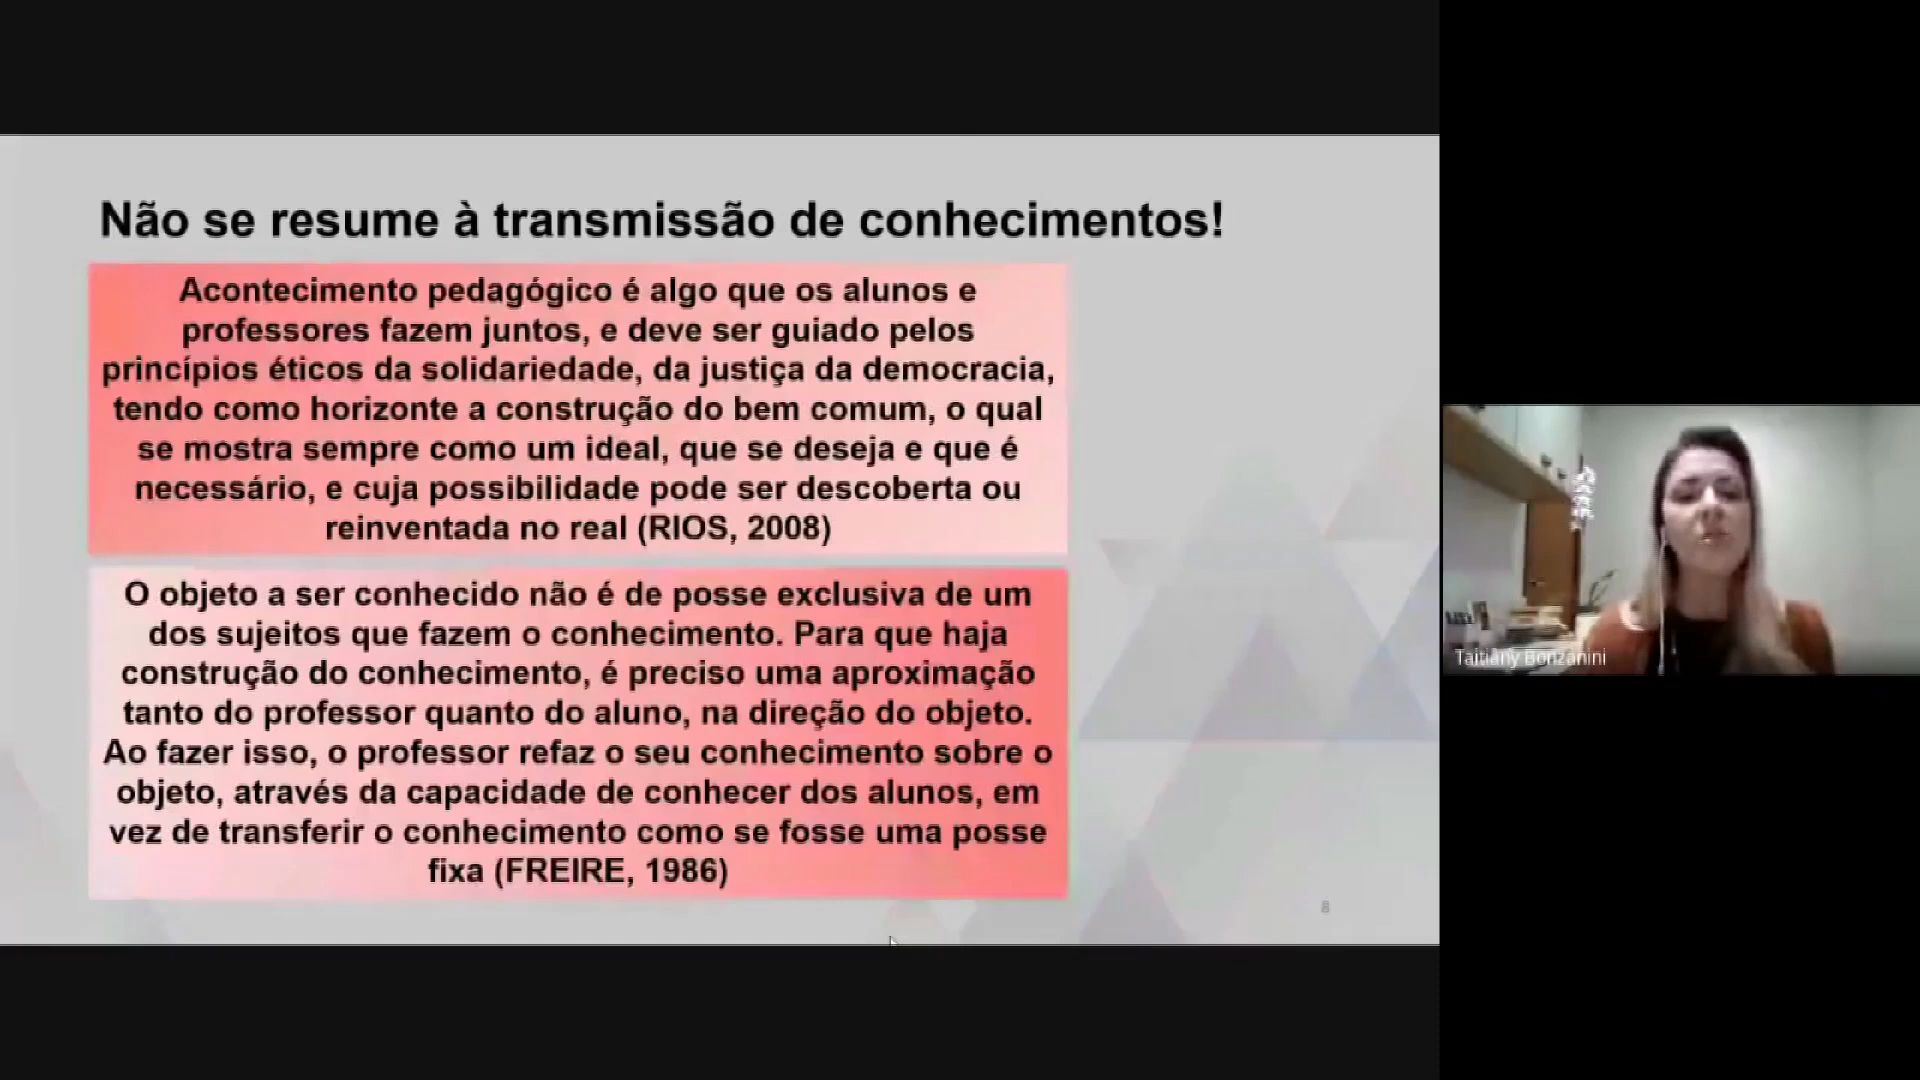 Não se resume à transmissão de conhecimentos!
Acontecimento pedagógico é algo que os alunos e
professores fazem juntos, e deve ser guiado pelos
princípios éticos da solidariedade, da justiça da democracia,
tendo como horizonte a construção do bem comum, o qual
se mostra sempre como um ideal, que se deseja e que é
necessário, e cuja possibilidade pode ser descoberta ou
reinventada no real (RIOS, 2008)
O objeto a ser conhecido não é de posse exclusiva de um
dos sujeitos que fazem o conhecimento. Para que haja
construção do conhecimento, é preciso uma aproximação
tanto do professor quanto do aluno, na direção do objeto.
Ao fazer isso, o professor refaz o seu conhecimento sobre o
objeto, através da capacidade de conhecer dos alunos, em
vez de transferir o conhecimento como se fosse uma posse
fixa (FREIRE, 1986)
8
Taitiâny Bonzanini